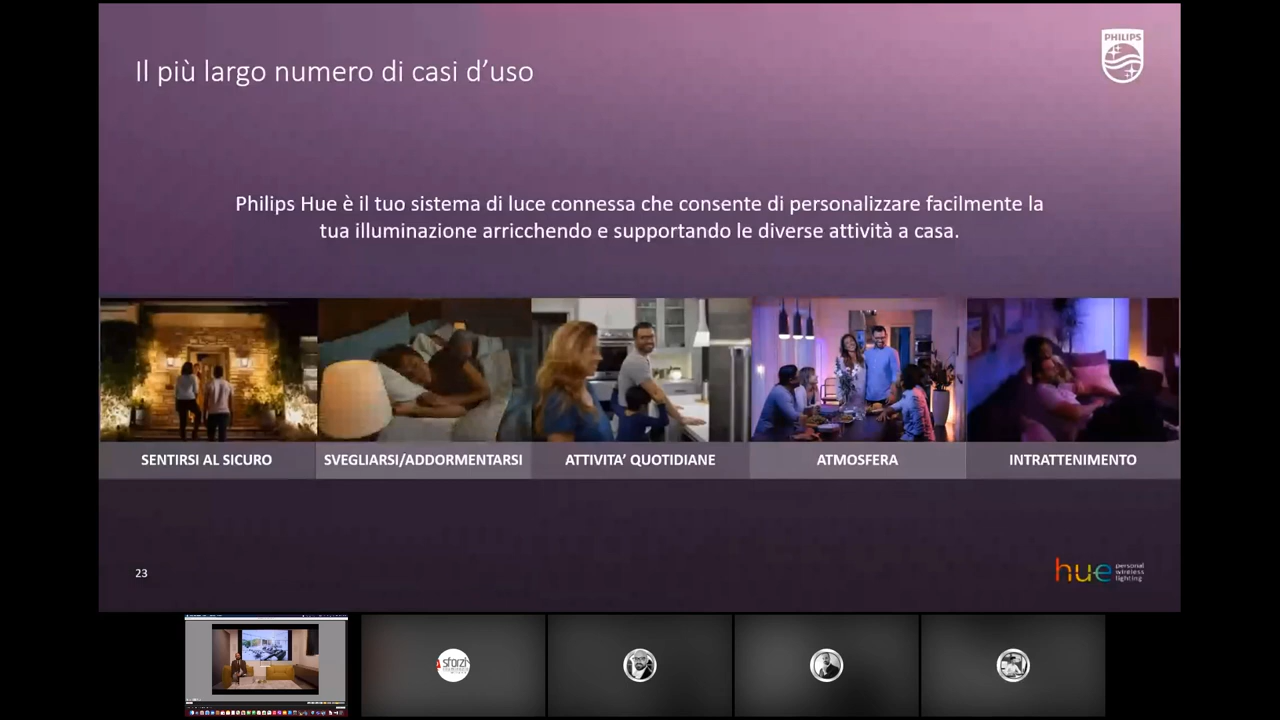 PHILIPS
Il più largo numero di casi d’uso
Philips Hue è il tuo sistema di luce connessa che consente di personalizzare facilmente la
tua illuminazione arricchendo e supportando le diverse attività a casa.
SENTIRSI AL SICURO
SVEGLIARSI/ADDORMENTARSI
ATTIVITA’ QUOTIDIANE
ATMOSFERA
INTRATTENIMENTO
23
hue personal
wireless
lighting
sforzi